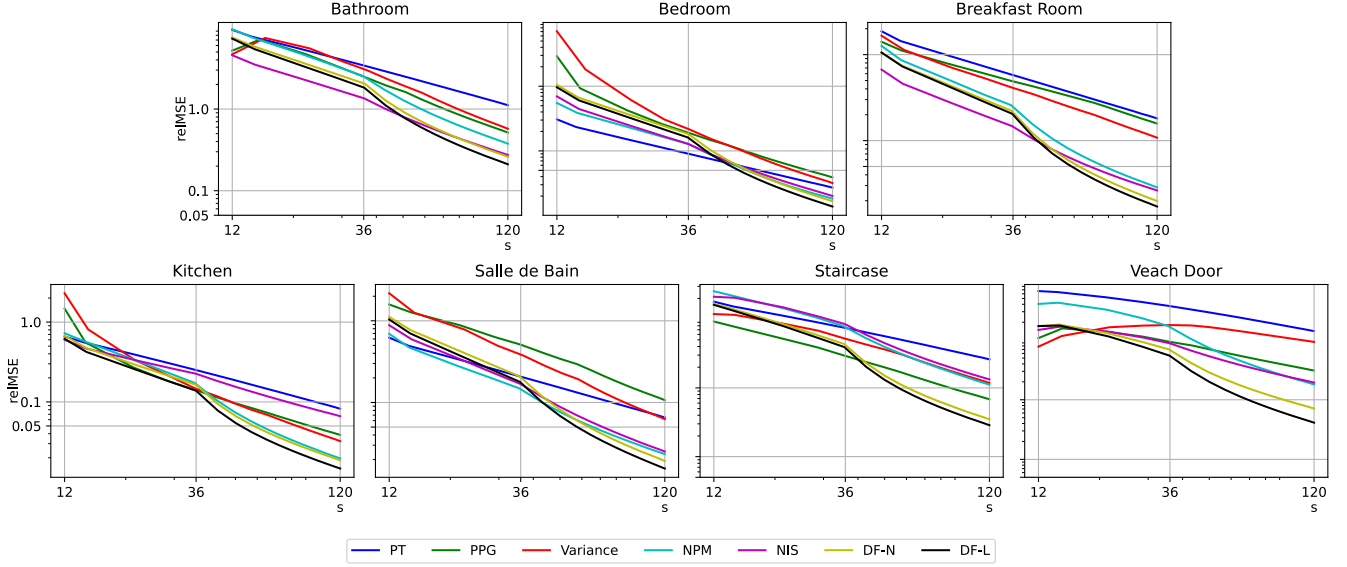 Bathroom
Bedroom
Breakfast Room
relMSE
1.0
0.1
0.05
12 36 120
s
12 36 120
s
12 36 120
s
Kitchen
Salle de Bain
Staircase
Veach Door
relMSE
1.0
0.1
0.05
12 36 120
s
12 36 120
s
12 36 120
s
12 36 120
s
PT PPG Variance NPM NIS DF-N DF-L